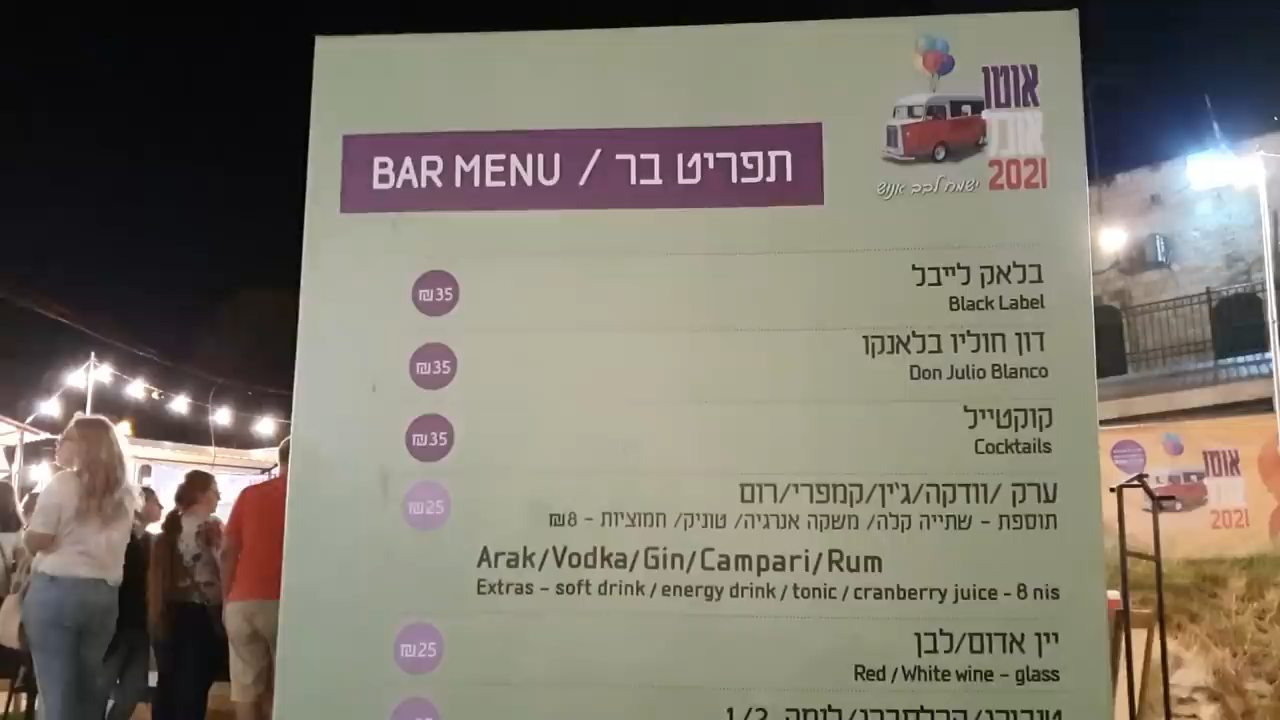 אוטו
אוכל
2021
ישמח לבב אנוש
BAR MENU / תפריט בר
בלאק לייבל
Black Label
₪35
דון חוליו בלאנקו
Don Julio Blanco
₪35
קוקטייל
Cocktails
₪35
ערק /וודקה/ג'ין/קמפרי/רום
₪25
תוספת - שתייה קלה/ משקה אנרגיה/ טוניק/ חמוציות - 8₪
Arak/Vodka/Gin/Campari/Rum
Extras - soft drink / energy drink / tonic / cranberry juice - 8 nis
יין אדום/לבן
Red / White wine - glass
₪25
אוטו
2021